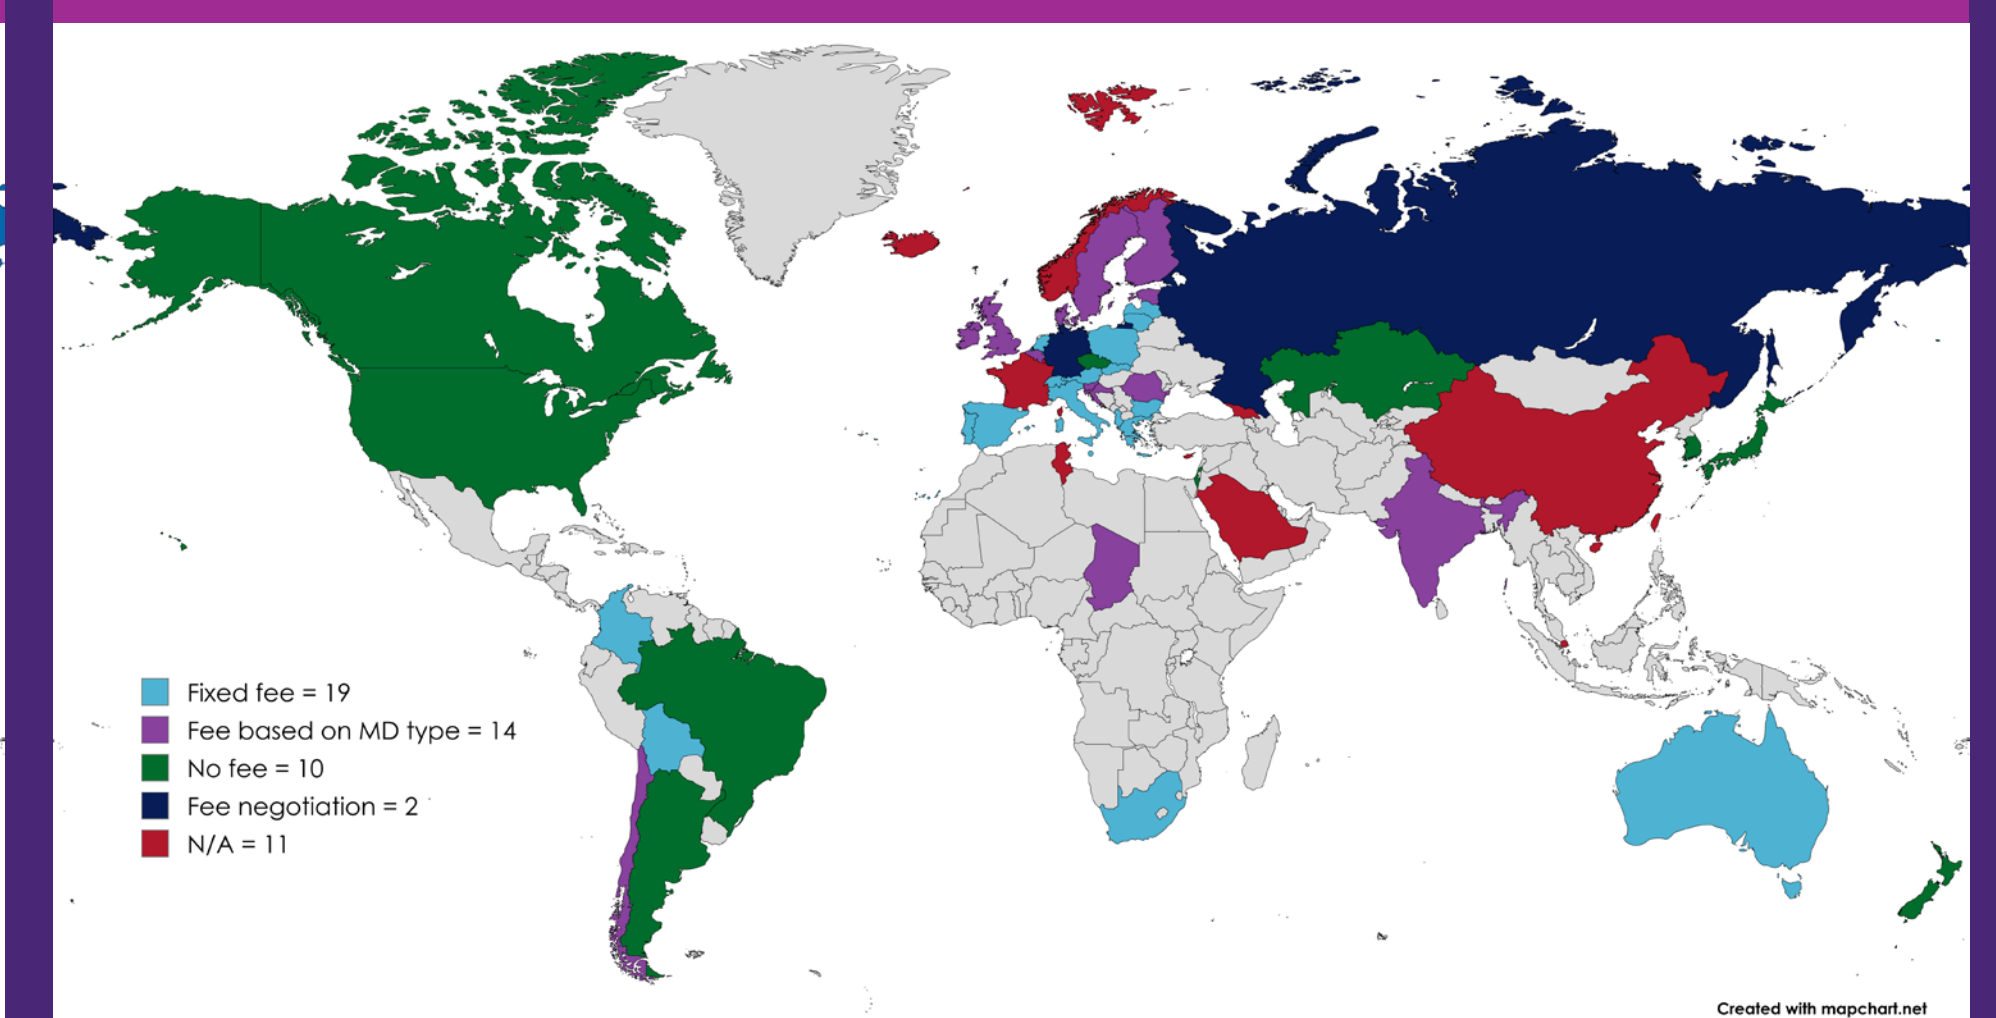 Fixed fee = 19
Fee based on MD type = 14
No fee = 10
Fee negotiation = 2
N/A = 11
Created with mapchart.net